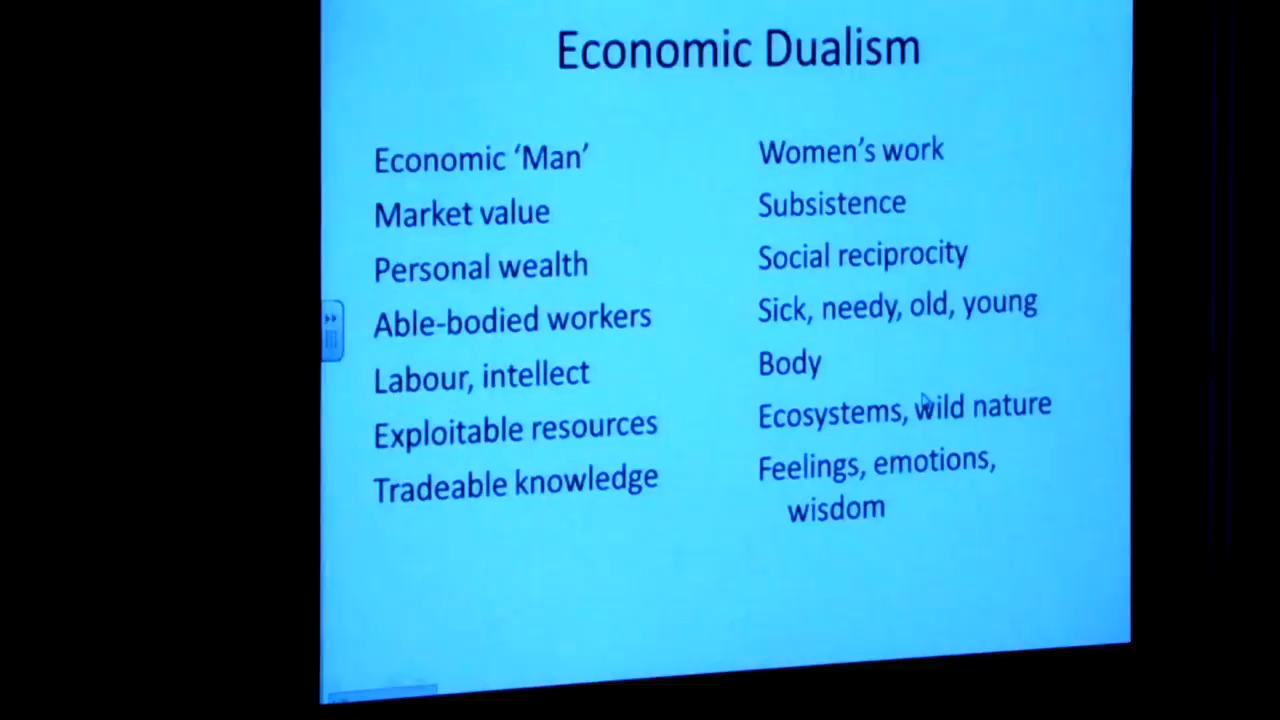 Economic Dualism
Economic ‘Man’
Market value
Personal wealth
Able-bodied workers
Labour, intellect
Exploitable resources
Tradeable knowledge
Women’s work
Subsistence
Social reciprocity
Sick, needy, old, young
Body
Ecosystems, wild nature
Feelings, emotions,
wisdom